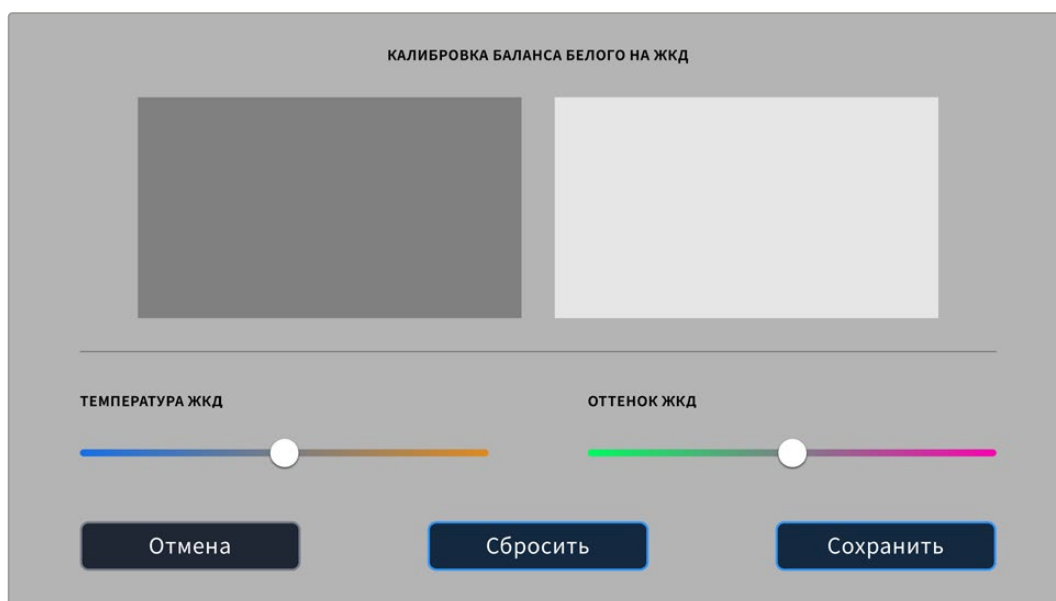 КАЛИБРОВКА БАЛАНСА БЕЛОГО НА ЖКД
ТЕМПЕРАТУРА ЖКД
ОТТЕНОК ЖКД
Отмена
Сбросить
Сохранить